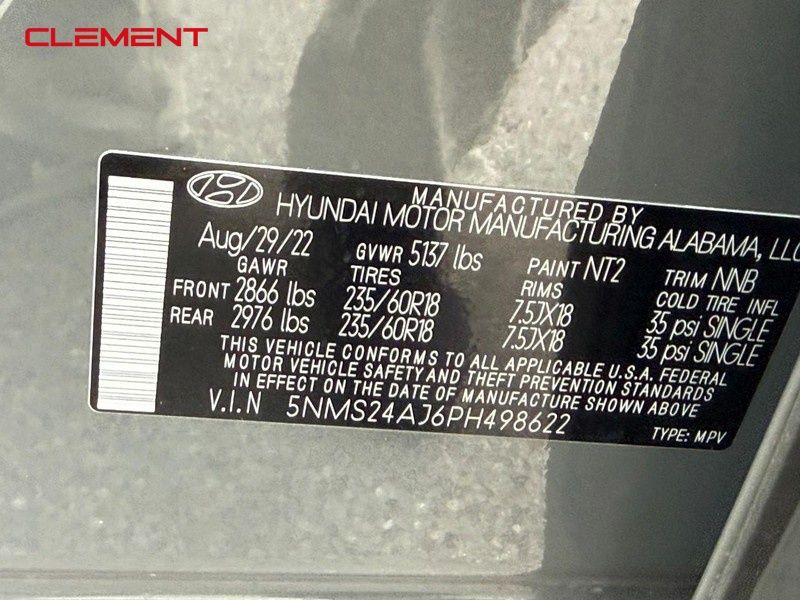 CLEMENT
MANUFACTURED BY
HYUNDAI MOTOR MANUFACTURING ALABAMA, LLC
Aug/29/22 GVWR 5137 lbs PAINT NT2 TRIM NNB
GAWR TIRES RIMS COLD TIRE INFL
FRONT 2866 lbs 235/60R18 7.5JX18 35 psi SINGLE
REAR 2976 lbs 235/60R18 7.5JX18 35 psi SINGLE
THIS VEHICLE CONFORMS TO ALL APPLICABLE U.S.A. FEDERAL
MOTOR VEHICLE SAFETY AND THEFT PREVENTION STANDARDS
IN EFFECT ON THE DATE OF MANUFACTURE SHOWN ABOVE
V.I.N 5NMS24AJ6PH498622
TYPE: MPV